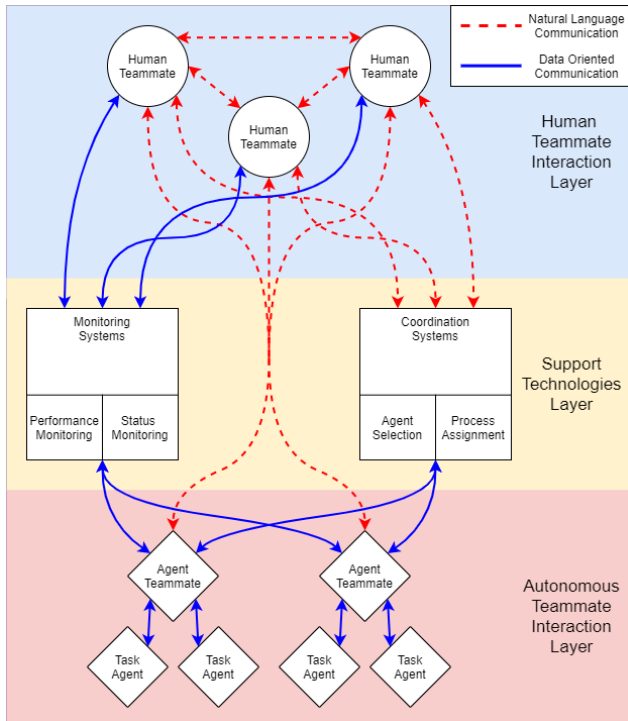 Natural Language
Communication
Data Oriented
Communication
Human
Teammate
Human
Teammate
Human
Teammate
Human
Teammate
Interaction
Layer
Monitoring
Systems
Performance
Monitoring
Status
Monitoring
Coordination
Systems
Agent
Selection
Process
Assignment
Support
Technologies
Layer
Agent
Teammate
Agent
Teammate
Autonomous
Teammate
Interaction
Layer
Task
Agent
Task
Agent
Task
Agent
Task
Agent